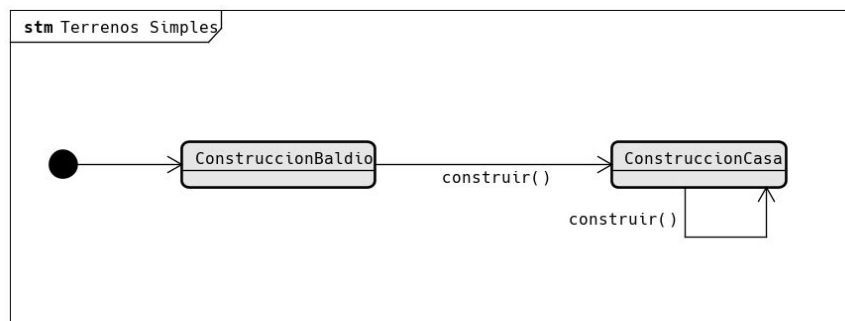 stm Terrenos Simples
ConstruccionBaldio
construir()
ConstruccionCasa
construir()